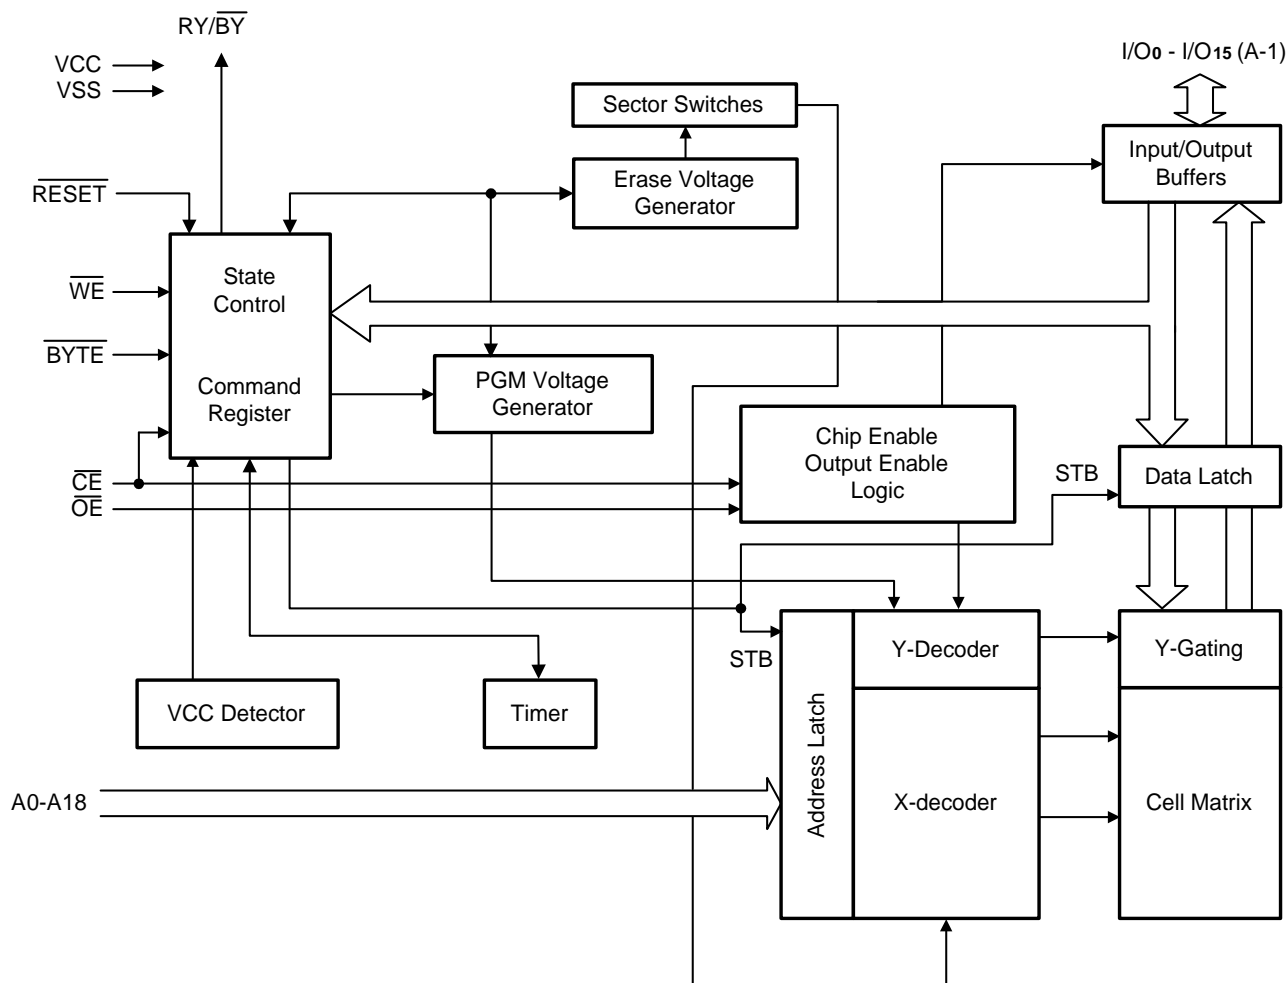 RY/BY
VCC
VSS
I/O0 - I/O15 (A-1)
Sector Switches
Input/Output
Buffers
Erase Voltage
Generator
RESET
State
Control
WE
BYTE
Command
Register
PGM Voltage
Generator
Chip Enable
Output Enable
Logic
CE
OE
STB
Data Latch
STB
Address Latch
Y-Decoder
Y-Gating
VCC Detector
Timer
A0-A18
X-decoder
Cell Matrix